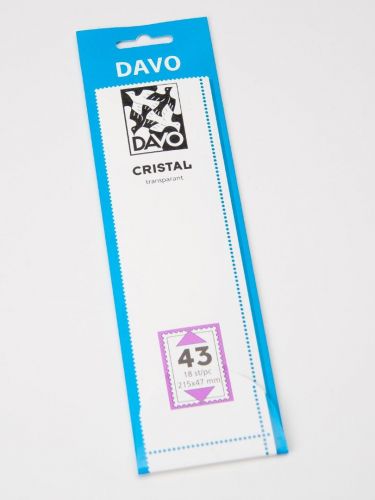 DAVO
DAVO
CRISTAL
transparant
43
18 st/pc
215x47 mm